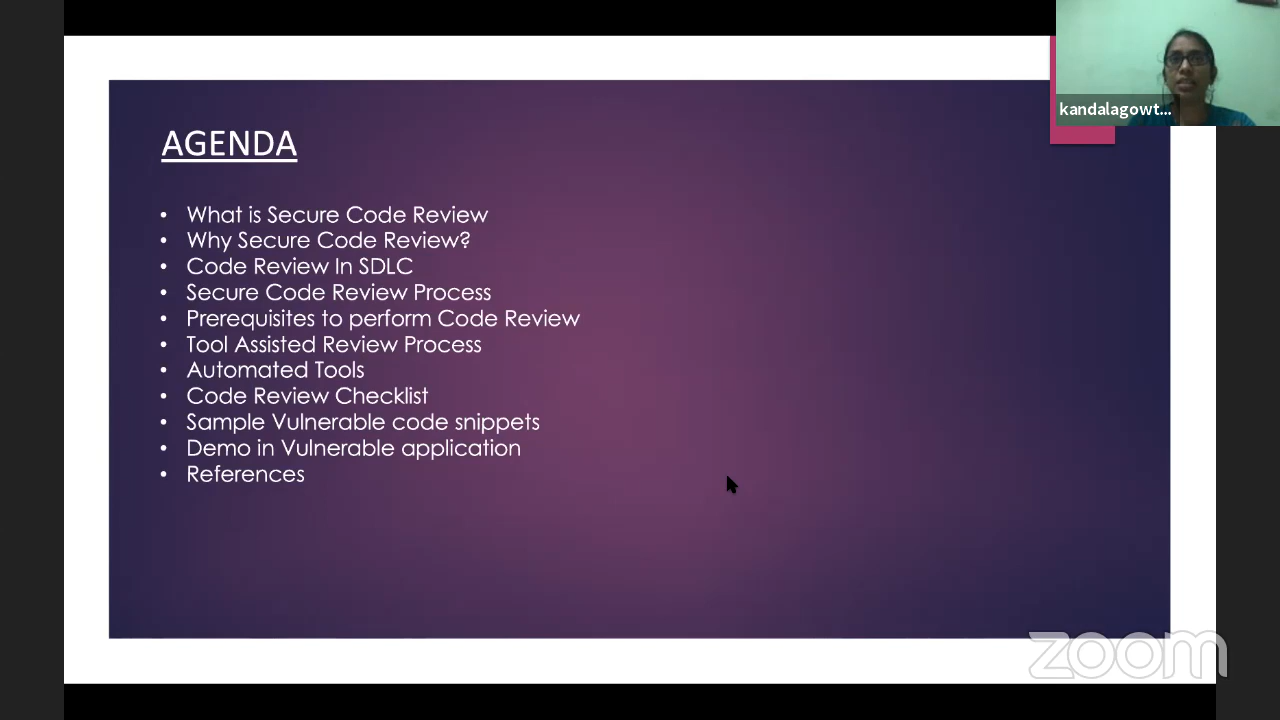 AGENDA
• What is Secure Code Review
• Why Secure Code Review?
• Code Review In SDLC
• Secure Code Review Process
• Prerequisites to perform Code Review
• Tool Assisted Review Process
• Automated Tools
• Code Review Checklist
• Sample Vulnerable code snippets
• Demo in Vulnerable application
• References
kandalagowt...
zoom